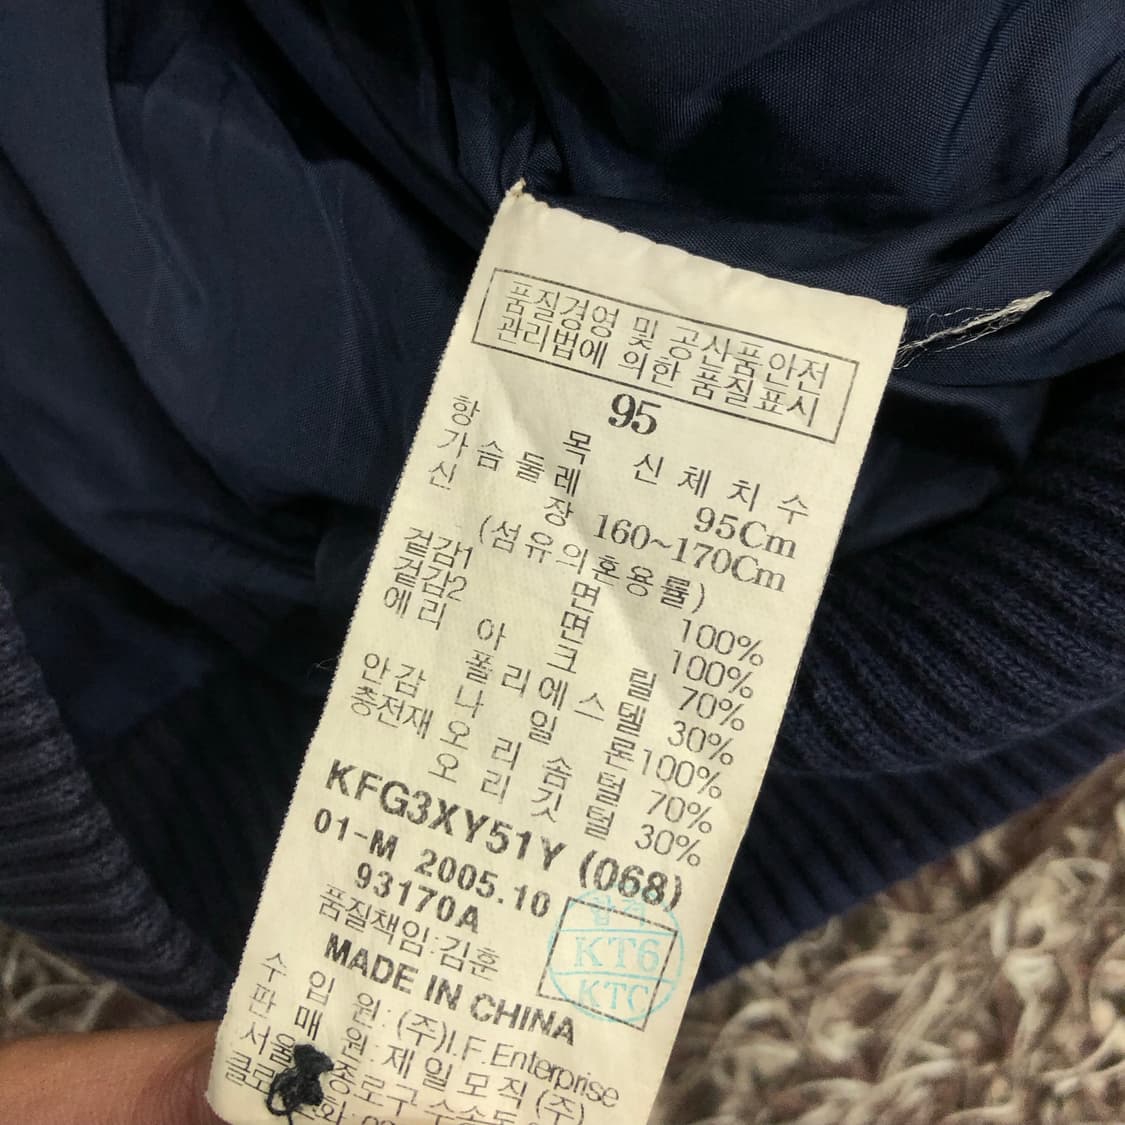 품질경영 및 공산품안전
관리법에 의한 품질표시
95
항 목 신 체 치 수
가 슴 둘 레 95Cm
신 장 160~170Cm
(섬 유 의 혼 용 률)
겉감1 면 100%
겉감2 면 100%
에 리 아 크 릴 70%
폴 리 에 스 텔 30%
안 감 나 일 론 100%
충전재 오 리 솜 털 70%
오 리 깃 털 30%
KFG3XY51Y (068)
01-M 2005.10
93170A
품질책임:김훈
합격
KT6
KTC
MADE IN CHINA
수 입 원: (주)I.F.Enterprise
판 매 원: 제 일 모 직 (주)
서울 종로구 수송동